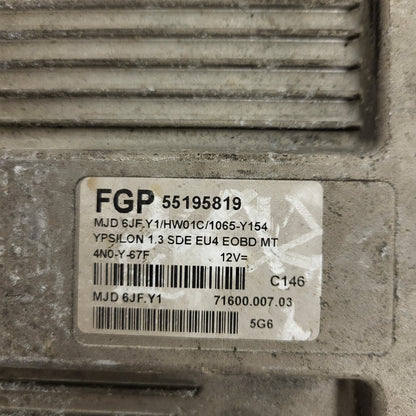 FGP 55195819
MJD 6JF.Y1/HW01C/1065-Y154
YPSILON 1.3 SDE EU4 EOBD MT
4N0-Y-67F 12V=
C146
MJD 6JF.Y1 71600.007.03
5G6